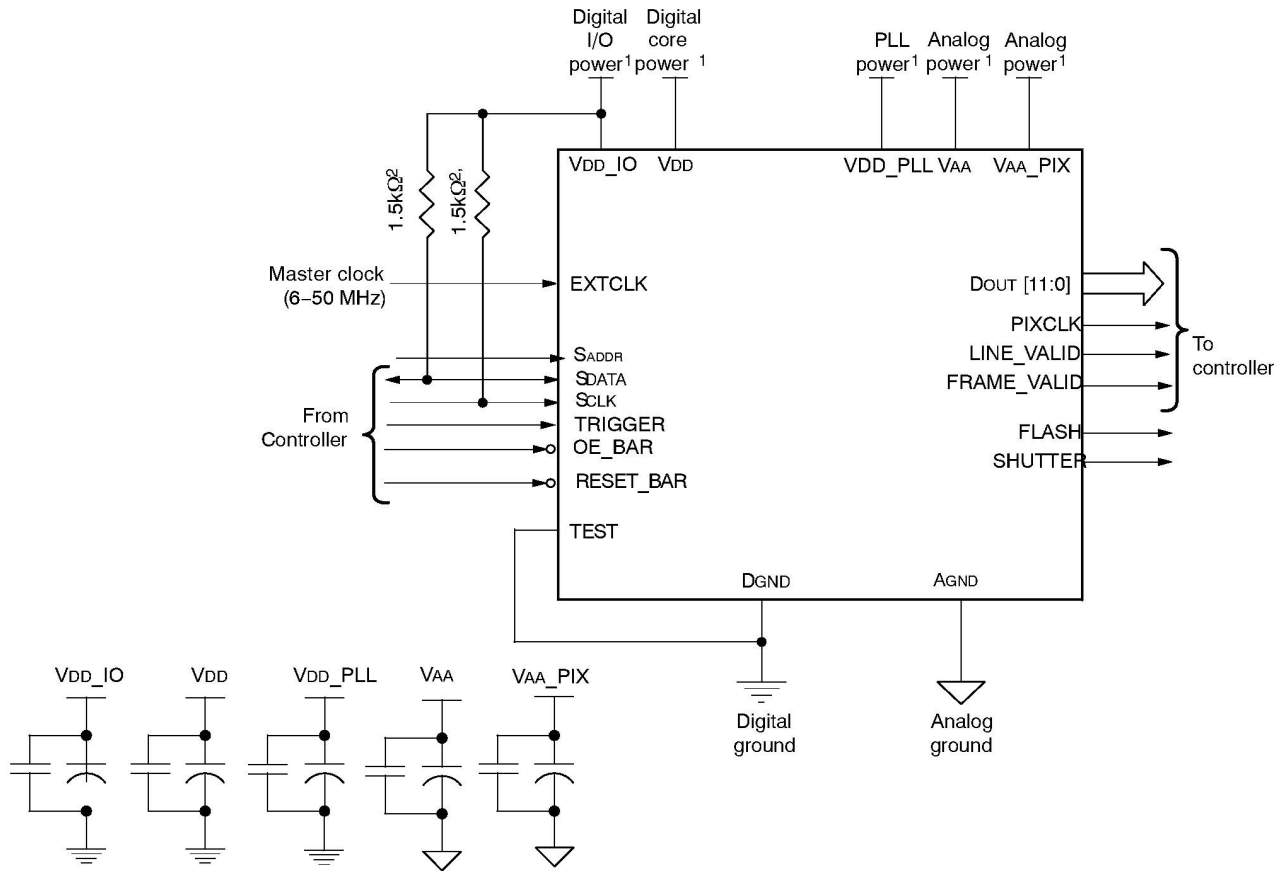 Digital
I/O
power¹
Digital
core
power ¹
PLL
power¹
Analog
power¹
Analog
power¹
VDD_IO
VDD
VDD_PLL
VAA
VAA_PIX
1.5kΩ²
1.5kΩ²,
Master clock
(6–50 MHz)
EXTCLK
SADDR
SDATA
SCLK
TRIGGER
OE_BAR
RESET_BAR
TEST
From
Controller
DOUT [11:0]
PIXCLK
LINE_VALID
FRAME_VALID
FLASH
SHUTTER
To
controller
DGND
AGND
Digital
ground
Analog
ground
VDD_IO
VDD
VDD_PLL
VAA
VAA_PIX